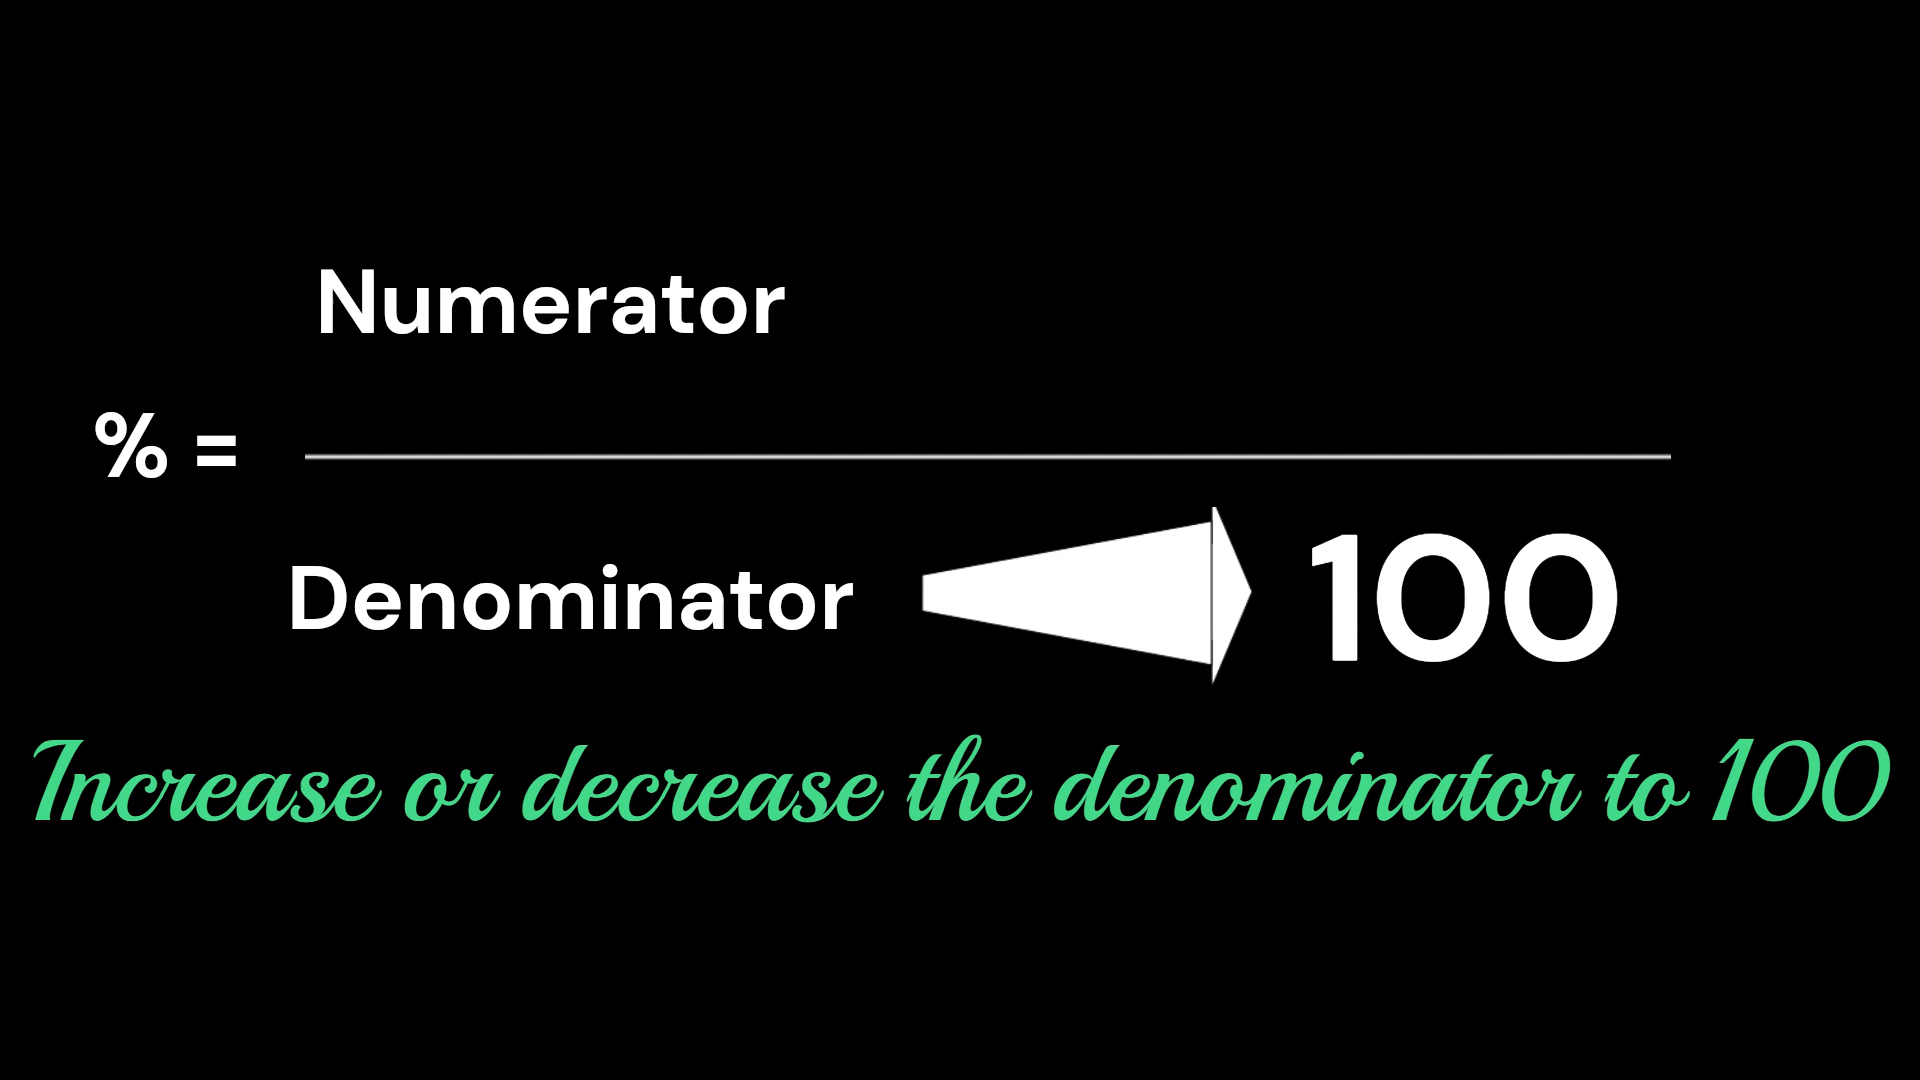 Numerator
% =
Denominator 100
Increase or decrease the denominator to 100